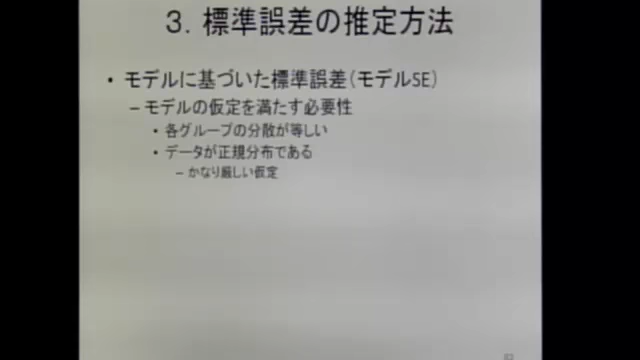 3. 標準誤差の推定方法
• モデルに基づいた標準誤差(モデルSE)
– モデルの仮定を満たす必要性
• 各グループの分散が等しい
• データが正規分布である
– かなり厳しい仮定